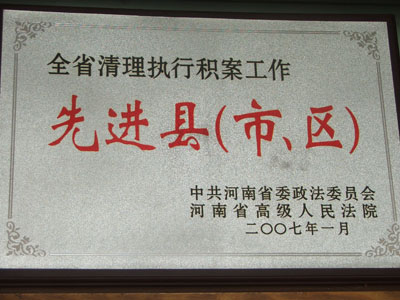 全省清理执行积案工作
先进县(市、区)
中共河南省委政法委员会
河南省高级人民法院
二〇〇七年一月